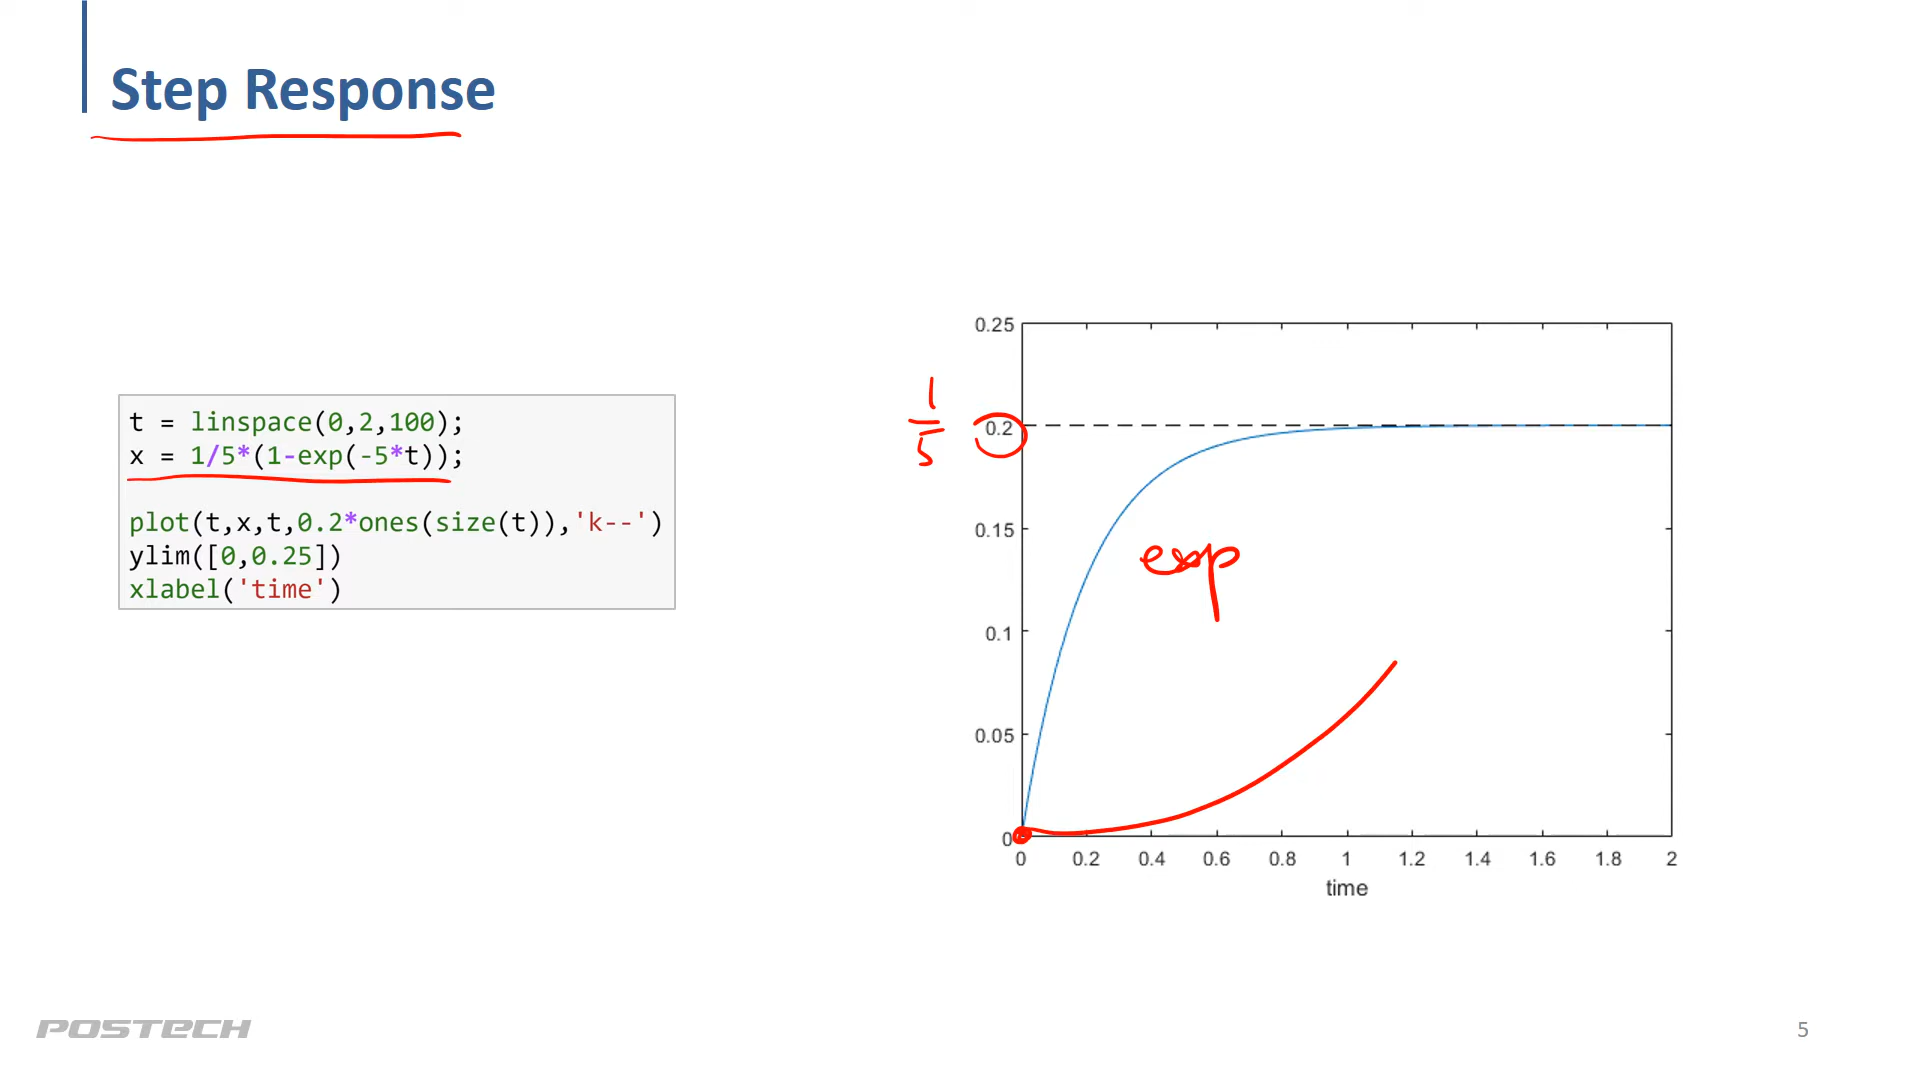 Step Response
t = linspace(0,2,100);
x = 1/5*(1-exp(-5*t));
plot(t,x,t,0.2*ones(size(t)),'k--')
ylim([0,0.25])
xlabel('time')
0.25
1/5
0.2
0.15
exp
0.1
0.05
0
0 0.2 0.4 0.6 0.8 1 1.2 1.4 1.6 1.8 2
time
POSTECH
5